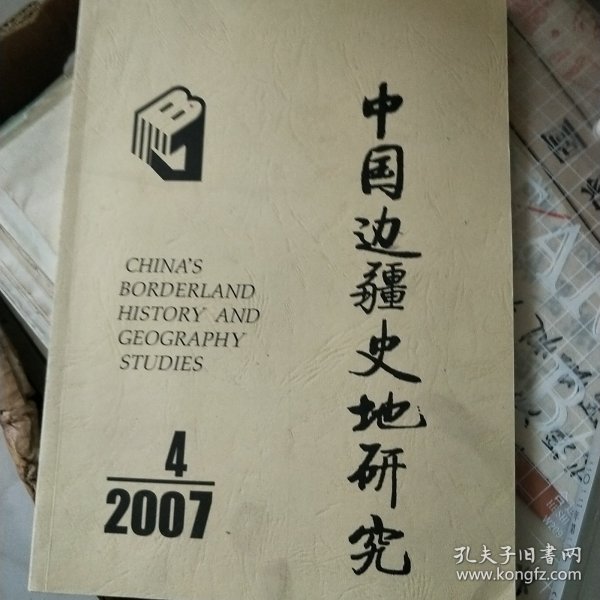 中国边疆史地研究
CHINA'S
BORDERLAND
HISTORY AND
GEOGRAPHY
STUDIES
4
2007
孔夫子旧书网
www.kongfz.com